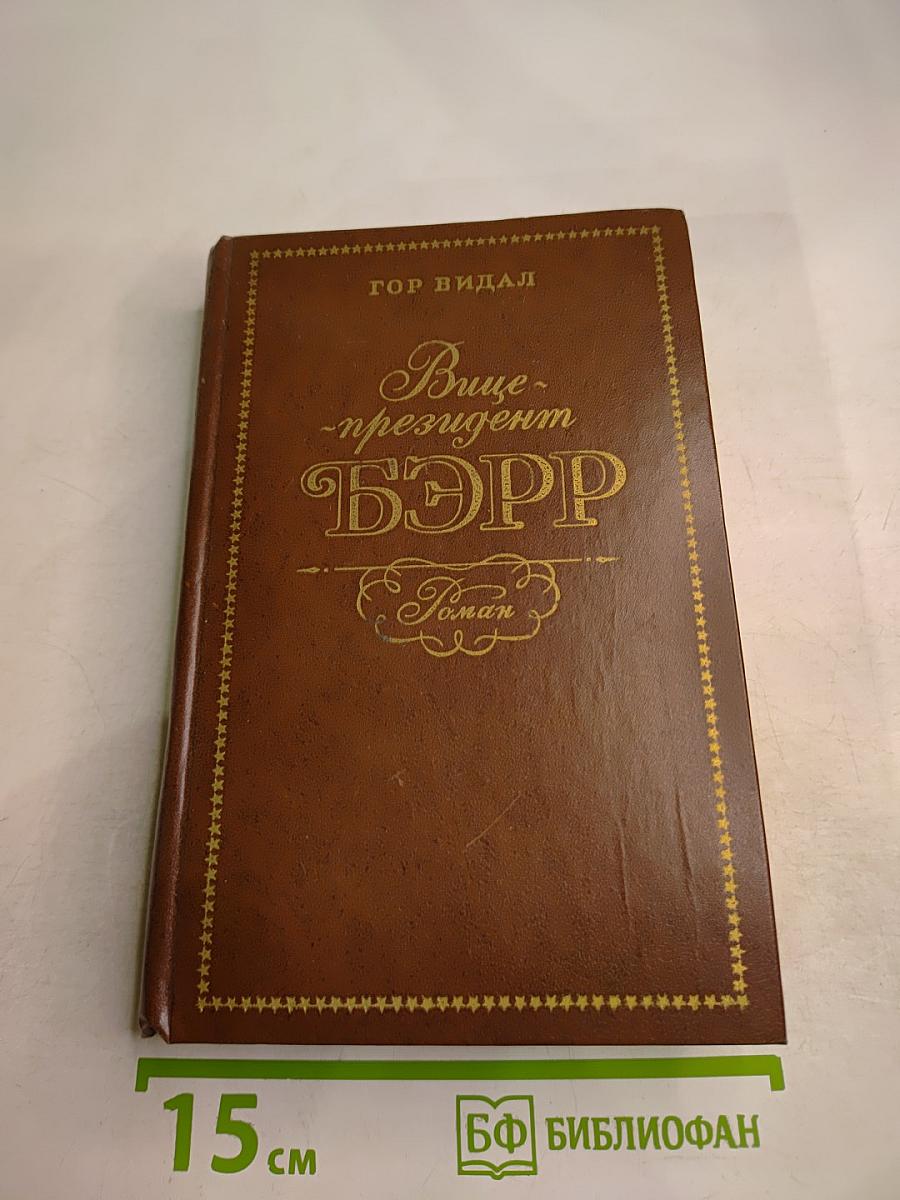 ГОР ВИДАЛ
Вице-
-президент
БЭРР
Роман
15 см
БФ БИБЛИОФАН